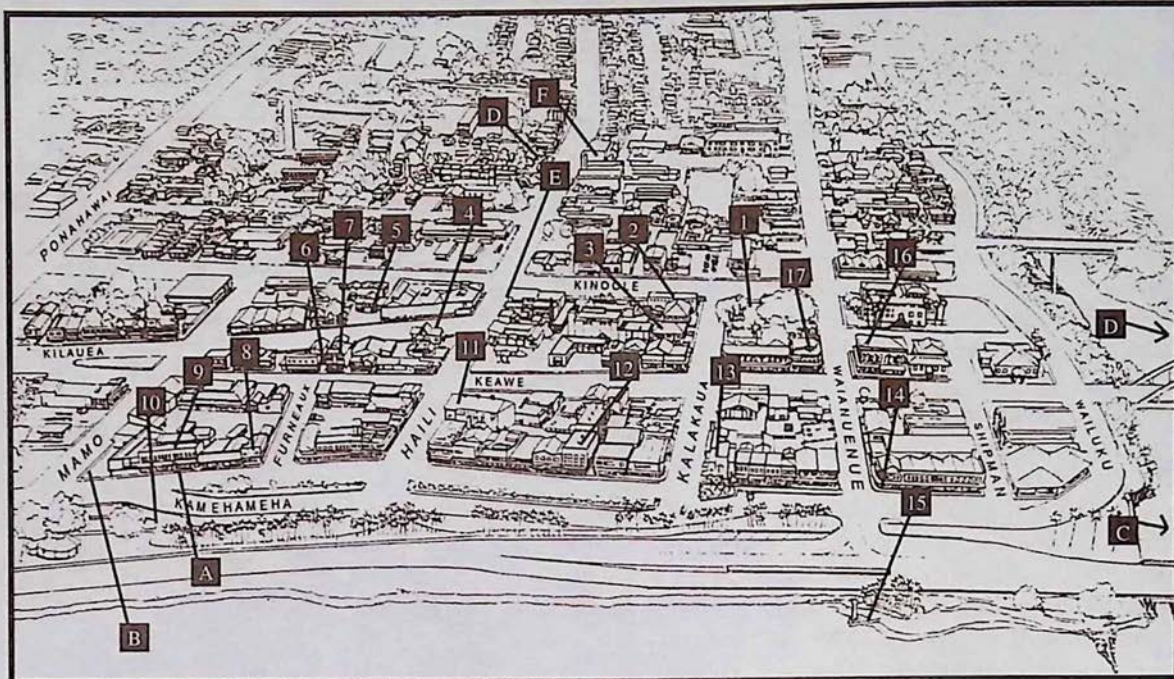 F
D
E
PONAHAWAI
4
7
5
2
1
6
3
17
16
KINOOLE
D
KILAUEA
11
8
9
KEAWE
12
13
14
10
MAMO
FURNEAUX
HAILI
KALAKAUA
WAIANUENUE
SHIPMAN
WAILUKU
KAMEHAMEHA
15
C
A
B